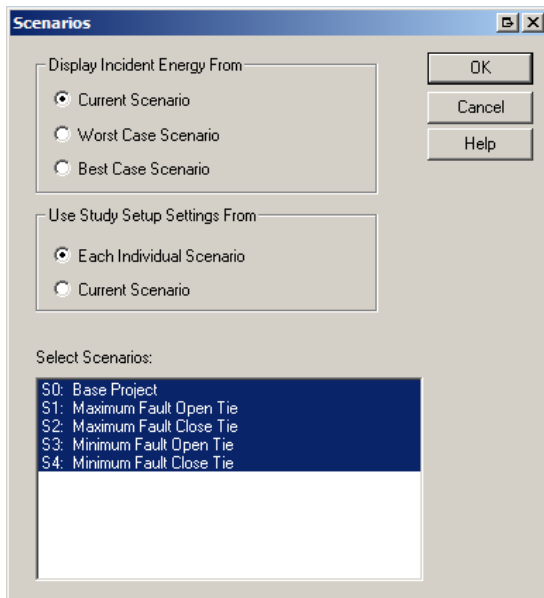 Scenarios
Display Incident Energy From
Current Scenario
Worst Case Scenario
Best Case Scenario
OK
Cancel
Help
Use Study Setup Settings From
Each Individual Scenario
Current Scenario
Select Scenarios:
S0: Base Project
S1: Maximum Fault Open Tie
S2: Maximum Fault Close Tie
S3: Minimum Fault Open Tie
S4: Minimum Fault Close Tie